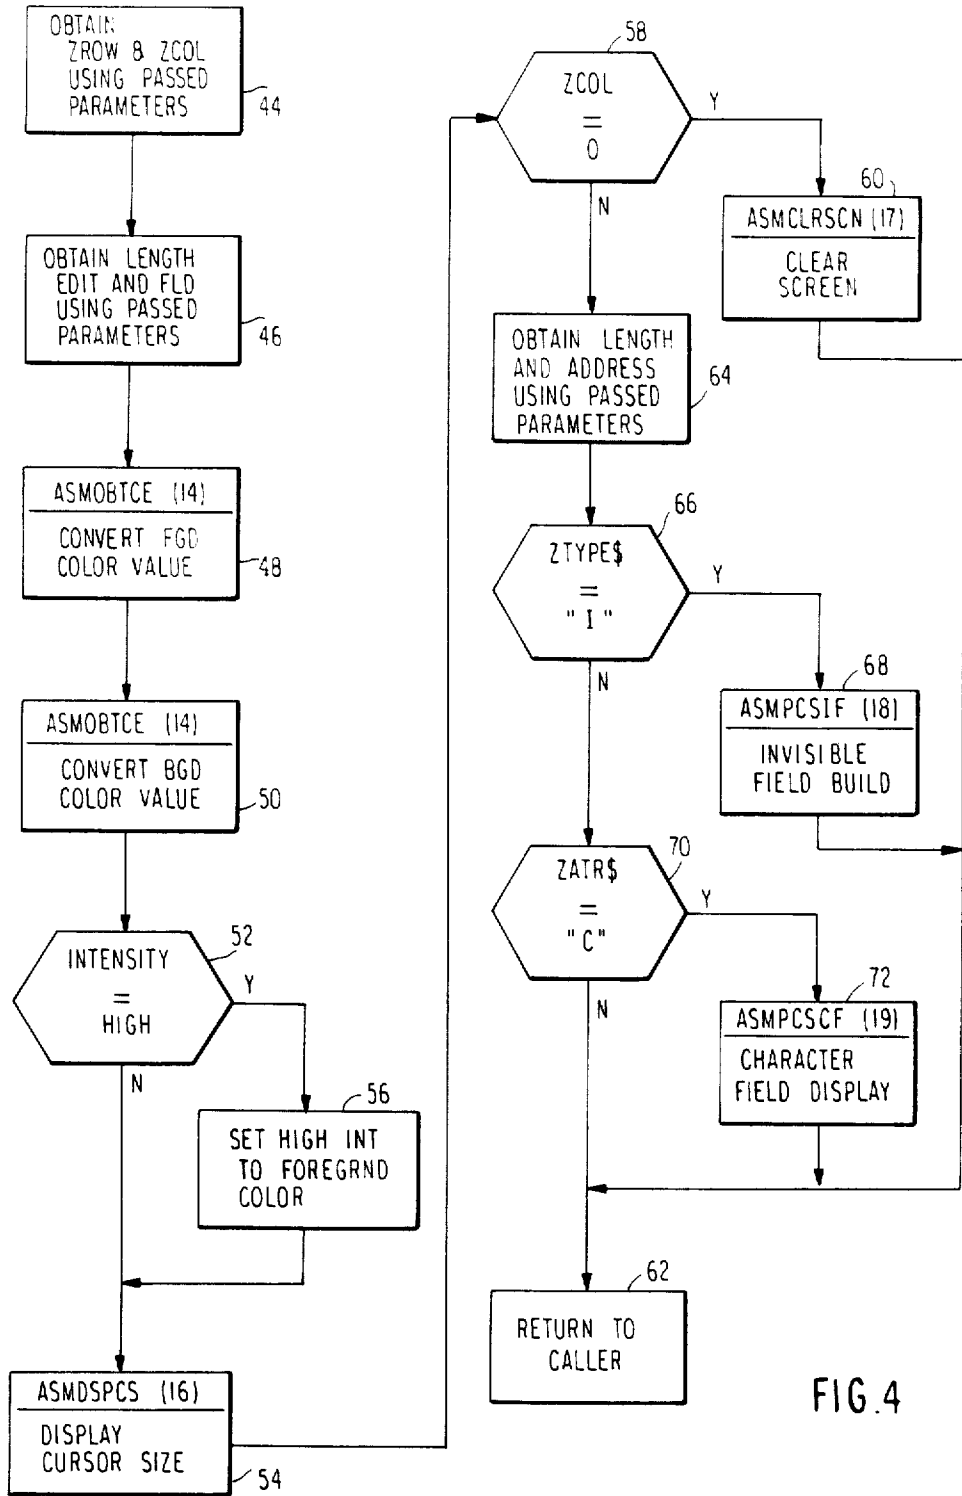 OBTAIN
ZROW & ZCOL
USING PASSED
PARAMETERS
44
OBTAIN LENGTH
EDIT AND FLD
USING PASSED
PARAMETERS
46
ASMOBTCE (14)
CONVERT FGD
COLOR VALUE
48
ASMOBTCE (14)
CONVERT BGD
COLOR VALUE
50
INTENSITY
=
HIGH
52
Y
N
56
SET HIGH INT
TO FOREGRND
COLOR
ASMDSPCS (16)
DISPLAY
CURSOR SIZE
54
58
ZCOL
=
0
Y
N
60
ASMCLRSCN (17)
CLEAR
SCREEN
OBTAIN LENGTH
AND ADDRESS
USING PASSED
PARAMETERS
64
66
ZTYPE$
=
"I"
Y
N
68
ASMPCSIF (18)
INVISIBLE
FIELD BUILD
70
ZATR$
=
"C"
Y
N
72
ASMPCSCF (19)
CHARACTER
FIELD DISPLAY
62
RETURN TO
CALLER
FIG.4